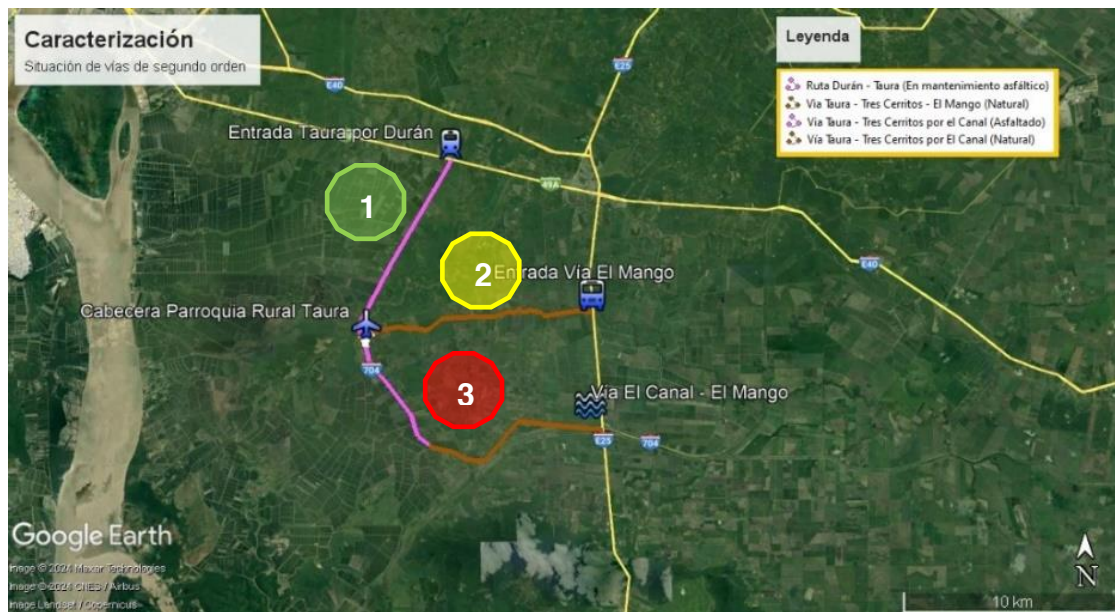 Caracterización
Situación de vías de segundo orden
Leyenda
Ruta Durán - Taura (En mantenimiento asfáltico)
Via Taura - Tres Cerritos - El Mango (Natural)
Vía Taura - Tres Cerritos por el Canal (Asfaltado)
Vía Taura - Tres Cerritos por El Canal (Natural)
E25
E40
Entrada Taura por Durán
49A
1
2
Entrada Vía El Mango
E40
Cabecera Parroquia Rural Taura
704
3
Vía El Canal - El Mango
E25
704
Google Earth
Image © 2024 Maxar Technologies
Image © 2024 CNES / Airbus
Image Landsat / Copernicus
N
10 km